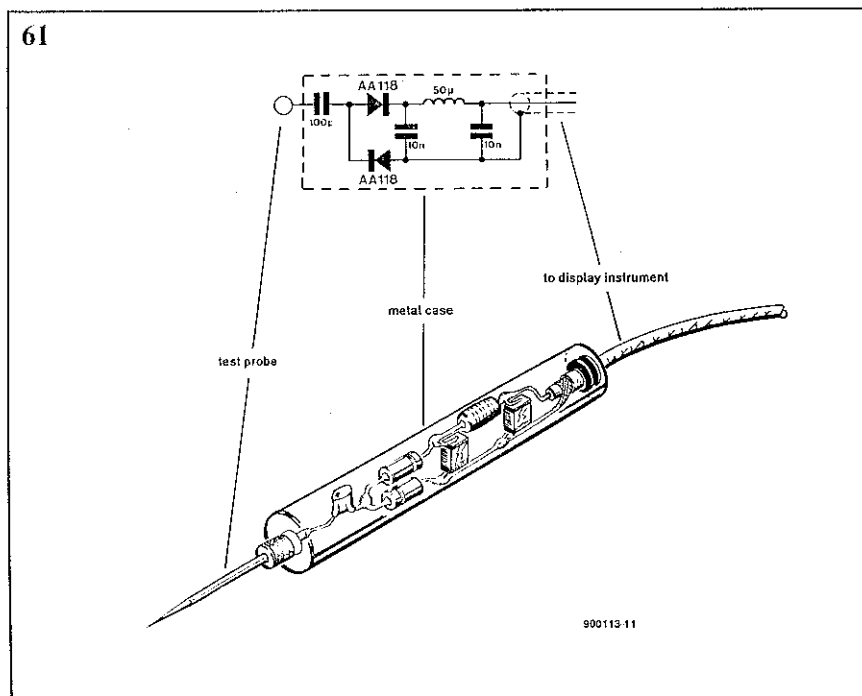 61
AA118
50µ
100p
10n
10n
AA118
to display instrument
metal case
test probe
900113-11